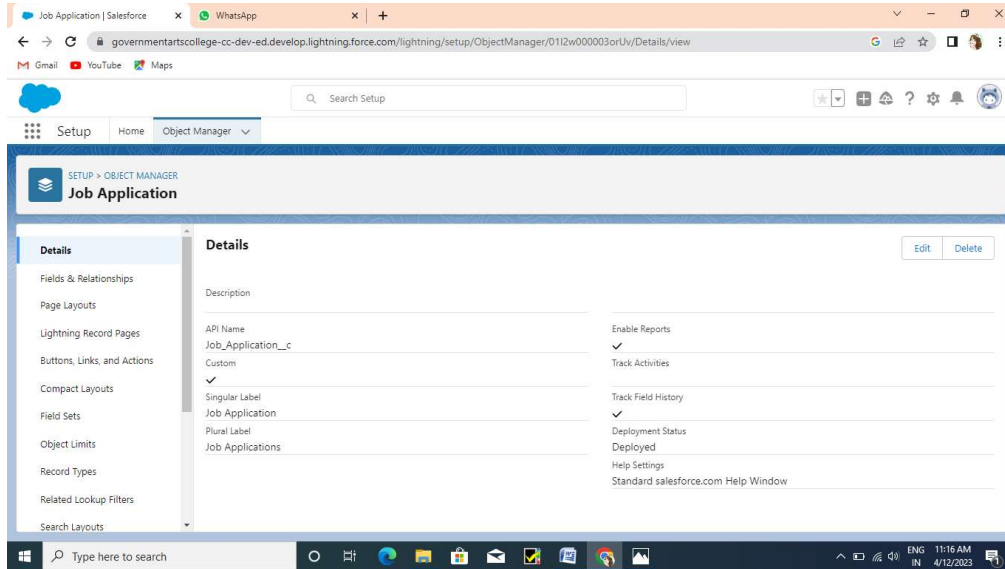 Job Application | Salesforce
WhatsApp
governmentartscollege-cc-dev-ed.develop.lightning.force.com/lightning/setup/ObjectManager/01I2w000003orUv/Details/view
Gmail YouTube Maps
Search Setup
Setup Home Object Manager
SETUP > OBJECT MANAGER
Job Application
Details
Fields & Relationships
Page Layouts
Lightning Record Pages
Buttons, Links, and Actions
Compact Layouts
Field Sets
Object Limits
Record Types
Related Lookup Filters
Search Layouts
Details
Edit Delete
Description
API Name
Job_Application__c
Custom
Singular Label
Job Application
Plural Label
Job Applications
Enable Reports
Track Activities
Track Field History
Deployment Status
Deployed
Help Settings
Standard salesforce.com Help Window
Type here to search
ENG 11:16 AM
IN 4/12/2023